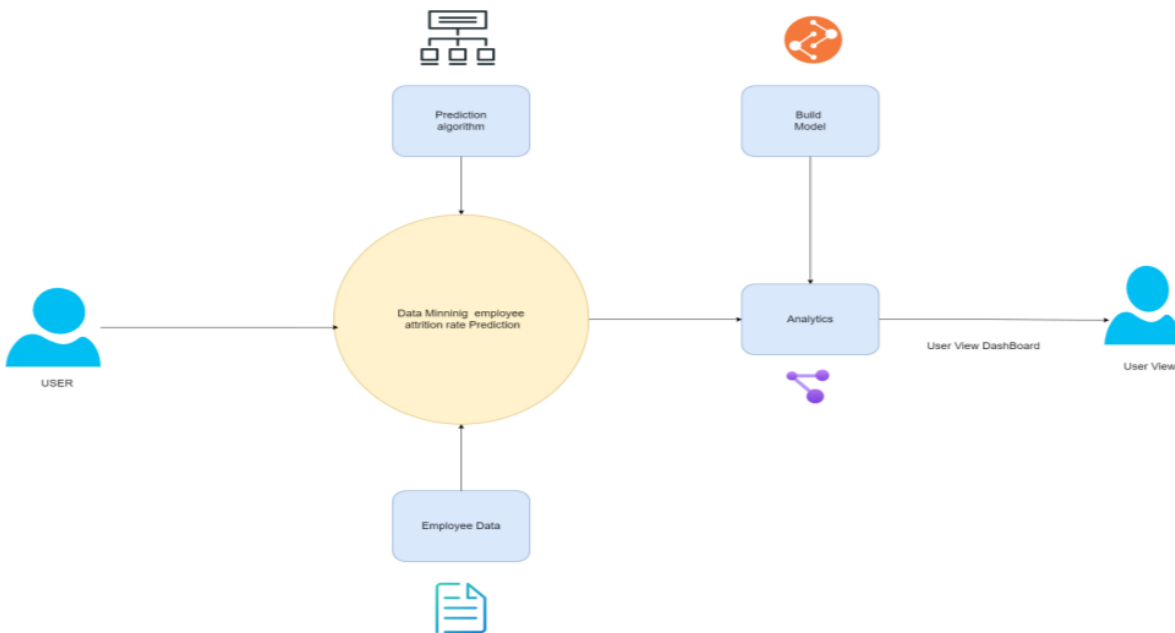 Prediction
algorithm
Build
Model
Data Minninig employee
attrition rate Prediction
Analytics
User View DashBoard
USER
User View
Employee Data